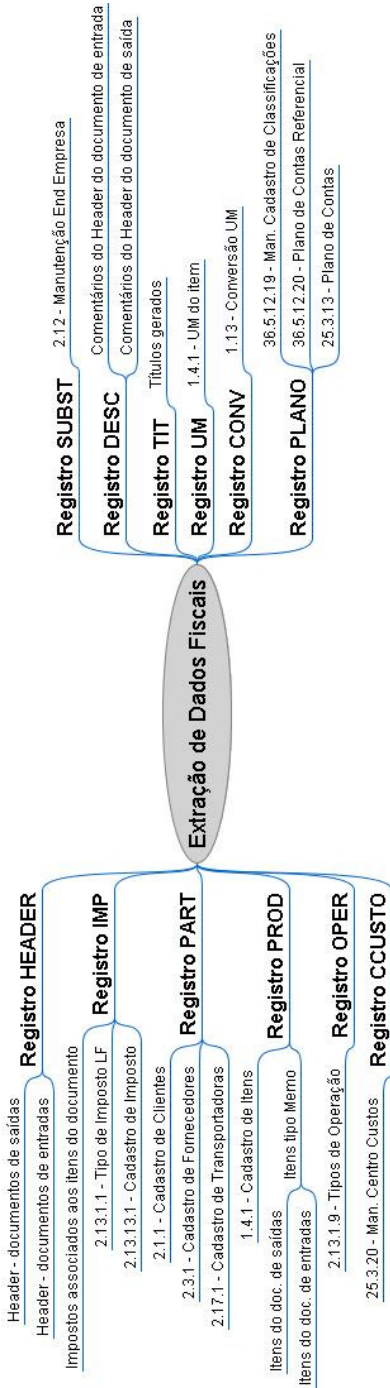 Extração de Dados Fiscais
Registro HEADER
Header - documentos de saídas
Header - documentos de entradas
Registro IMP
Impostos associados aos itens do documento
2.13.1.1 - Tipo de Imposto LF
2.13.13.1 - Cadastro de Imposto
Registro PART
2.1.1 - Cadastro de Clientes
2.3.1 - Cadastro de Fornecedores
2.17.1 - Cadastro de Transportadoras
Registro PROD
1.4.1 - Cadastro de Itens
Itens tipo Memo
Itens do doc. de saídas
Itens do doc. de entradas
Registro OPER
2.13.1.9 - Tipos de Operação
Registro CCUSTO
25.3.20 - Man. Centro Custos
Registro SUBST
2.12 - Manutenção End Empresa
Registro DESC
Comentários do Header do documento de entrada
Comentários do Header do documento de saída
Registro TIT
Títulos gerados
Registro UM
1.4.1 - UM do item
Registro CONV
1.13 - Conversão UM
Registro PLANO
36.5.12.19 - Man. Cadastro de Classificações
36.5.12.20 - Plano de Contas Referencial
25.3.13 - Plano de Contas